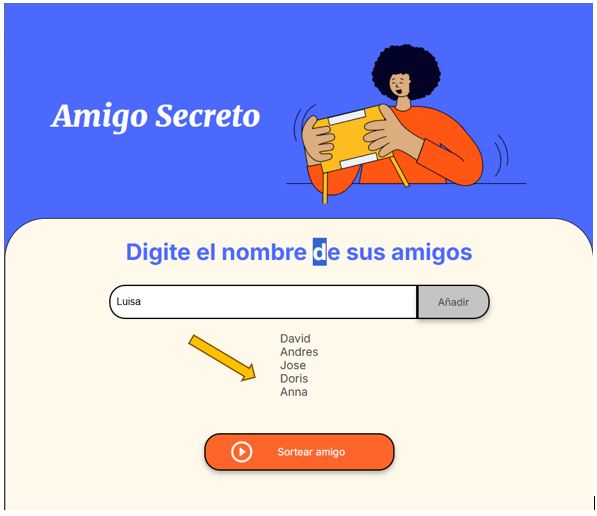 Amigo Secreto
Digite el nombre de sus amigos
Luisa
Añadir
David
Andres
Jose
Doris
Anna
Sortear amigo